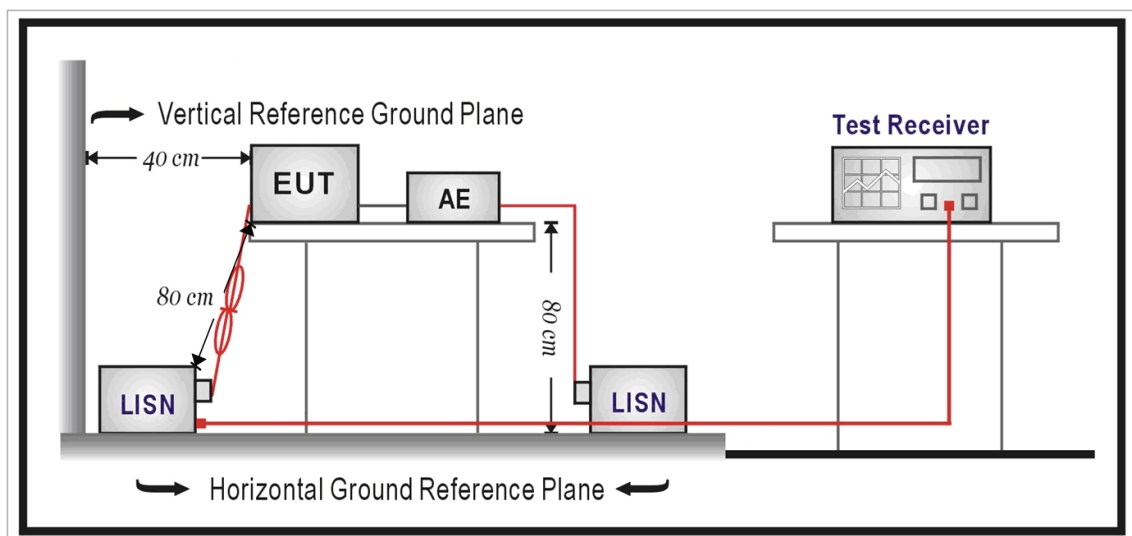 Vertical Reference Ground Plane
40 cm
EUT
AE
Test Receiver
80 cm
80 cm
LISN
LISN
Horizontal Ground Reference Plane